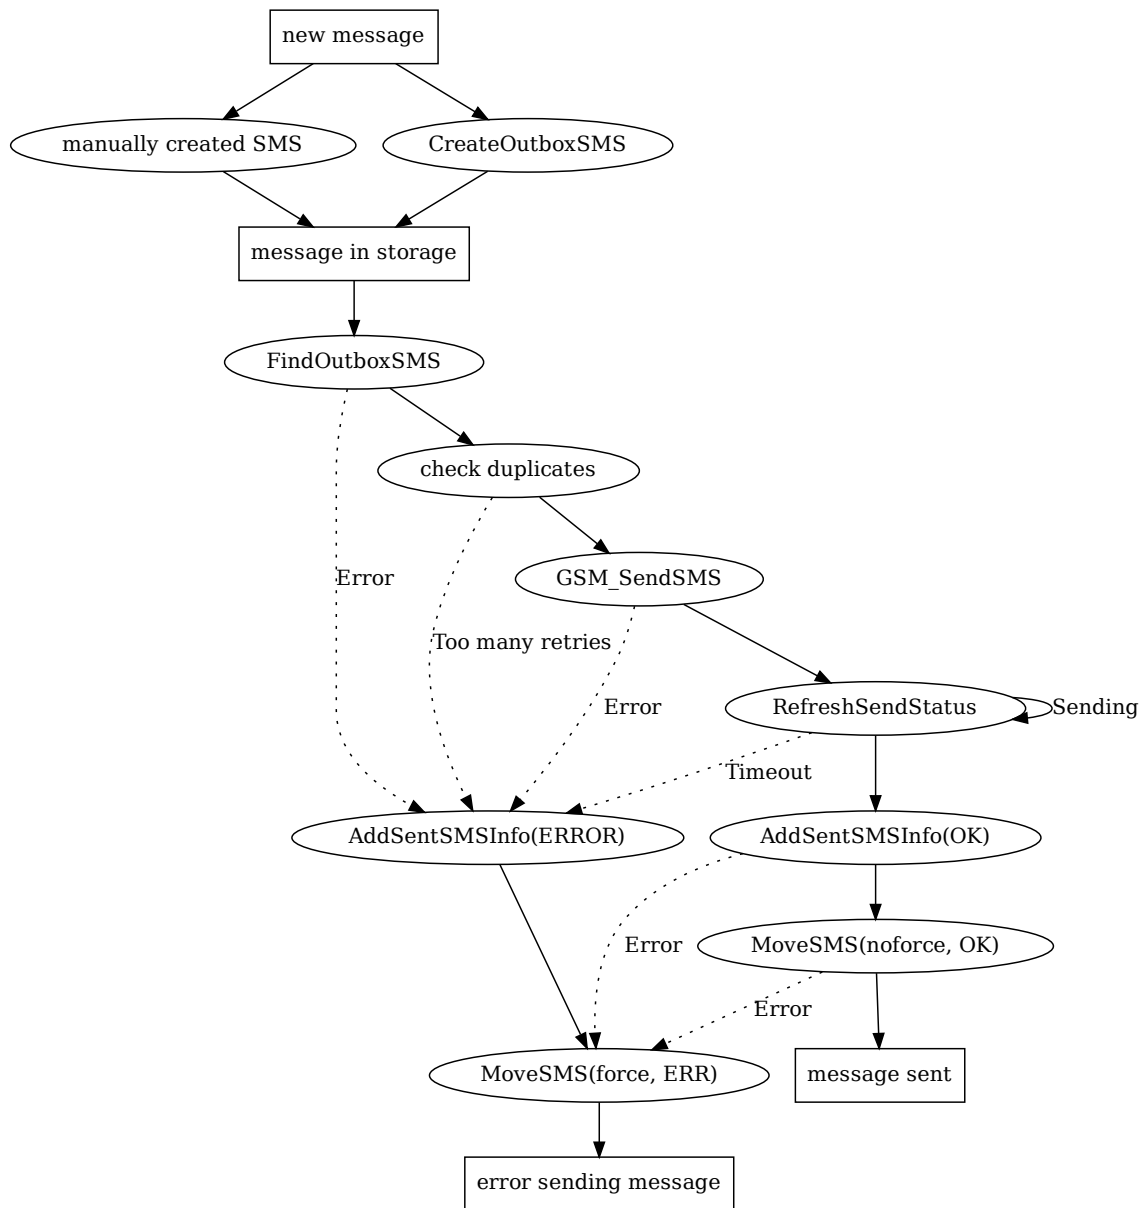 new message
manually created SMS
CreateOutboxSMS
message in storage
FindOutboxSMS
check duplicates
Error
GSM_SendSMS
Too many retries
Error
RefreshSendStatus
Sending
Timeout
AddSentSMSInfo(ERROR)
AddSentSMSInfo(OK)
Error
MoveSMS(noforce, OK)
Error
MoveSMS(force, ERR)
message sent
error sending message